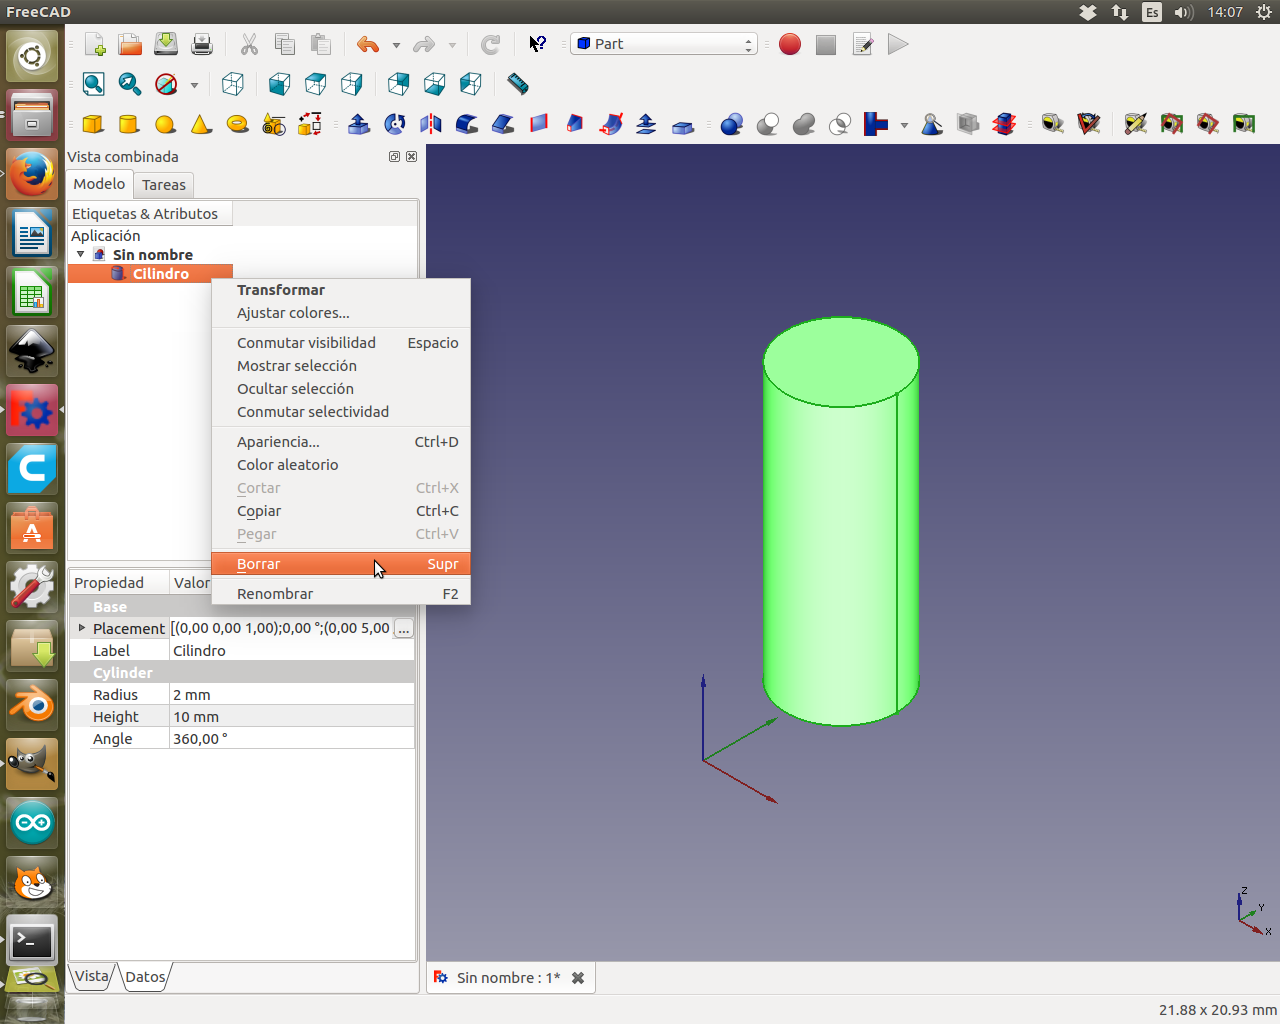 FreeCAD
Es
14:07
Part
Vista combinada
Modelo
Tareas
Etiquetas & Atributos
Aplicación
Sin nombre
Cilindro
Transformar
Ajustar colores...
Conmutar visibilidad Espacio
Mostrar selección
Ocultar selección
Conmutar selectividad
Apariencia... Ctrl+D
Color aleatorio
Cortar Ctrl+X
Copiar Ctrl+C
Pegar Ctrl+V
Borrar Supr
Renombrar F2
Propiedad Valor
Base
Placement [(0,00 0,00 1,00);0,00 °;(0,00 5,00 ...
Label Cilindro
Cylinder
Radius 2 mm
Height 10 mm
Angle 360,00 °
Z
Y
X
Vista
Datos
Sin nombre : 1*
21.88 x 20.93 mm